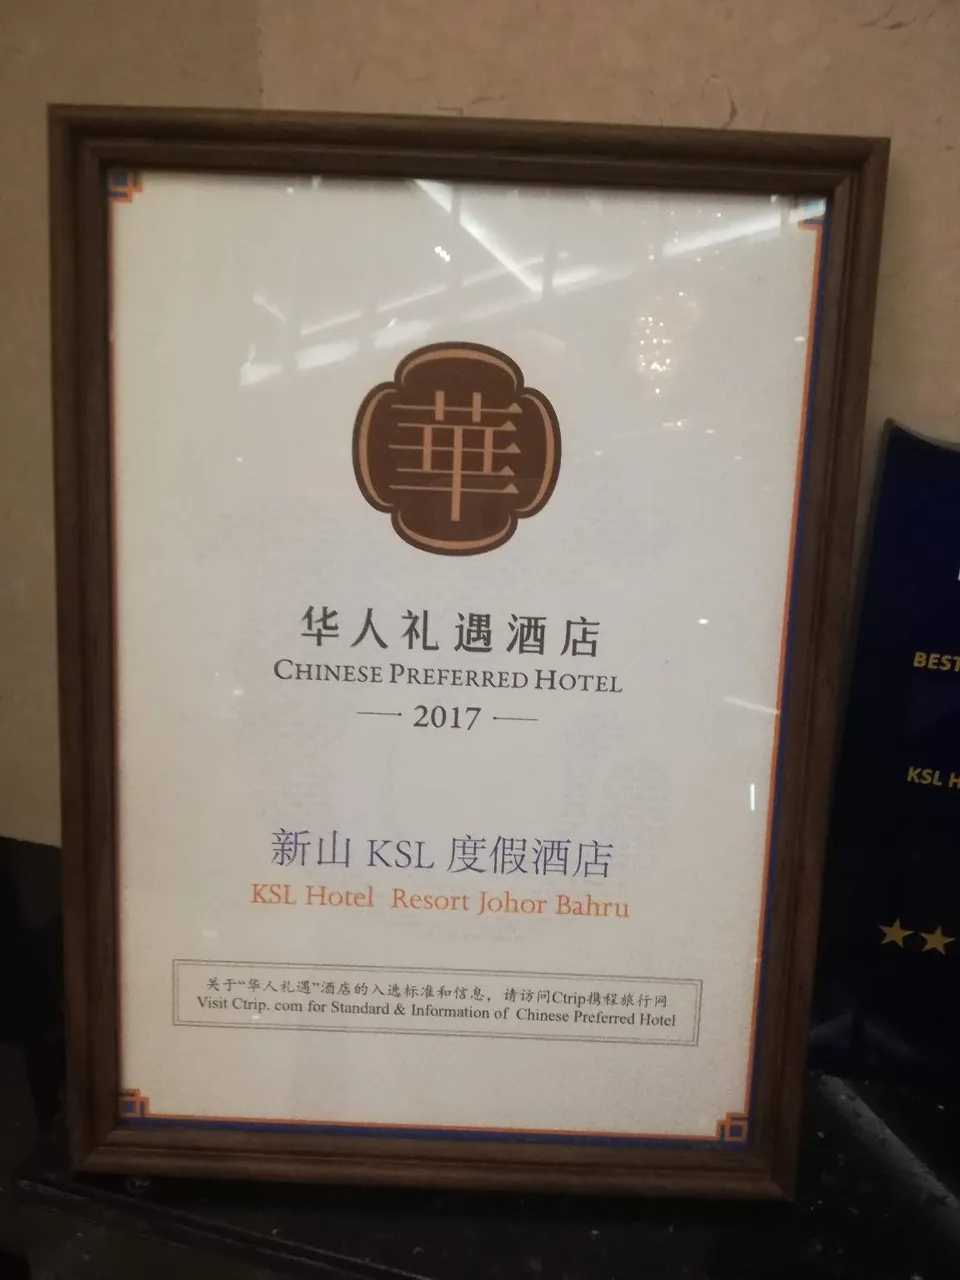 華
华人礼遇酒店
CHINESE PREFERRED HOTEL
— 2017 —
新山 KSL 度假酒店
KSL Hotel Resort Johor Bahru
关于“华人礼遇”酒店的入选标准和信息，请访问Ctrip携程旅行网
Visit Ctrip. com for Standard & Information of Chinese Preferred Hotel
BEST
KSL H